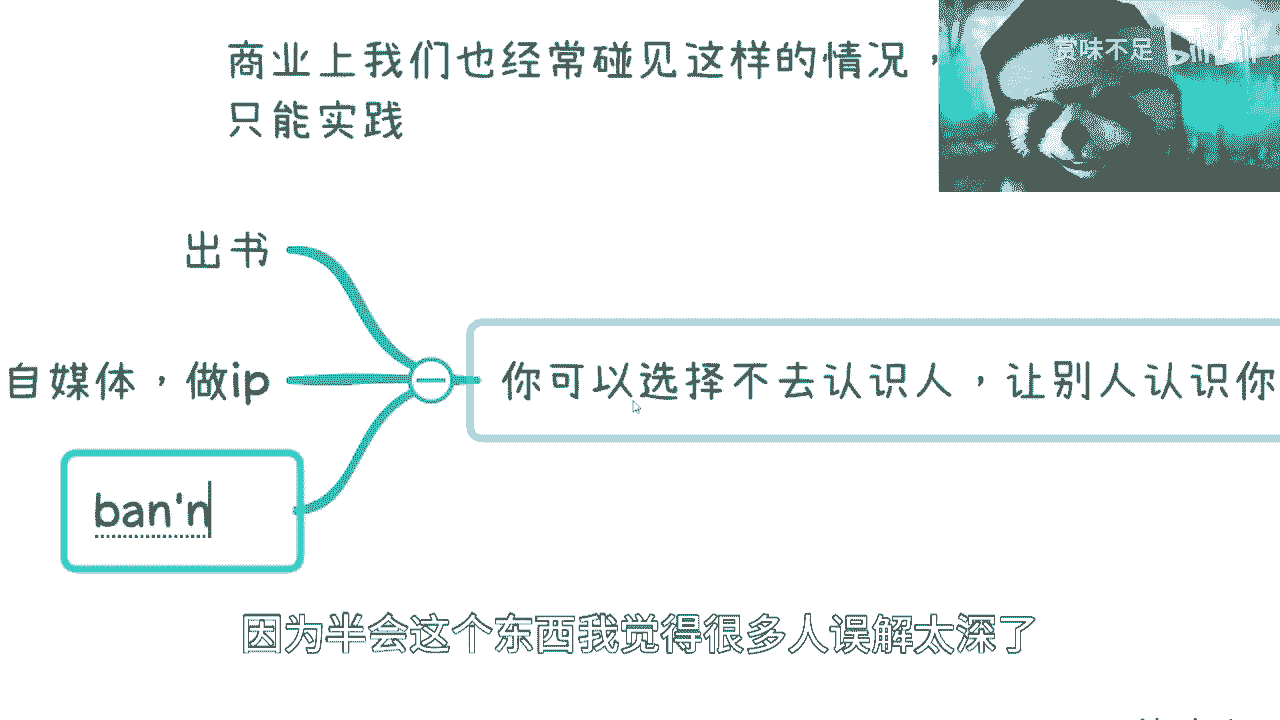 商业上我们也经常碰见这样的情况，
只能实践
赏味不足 bilibili
出书
自媒体，做ip
你可以选择不去认识人，让别人认识你
ban'n
因为半会这个东西我觉得很多人误解太深了